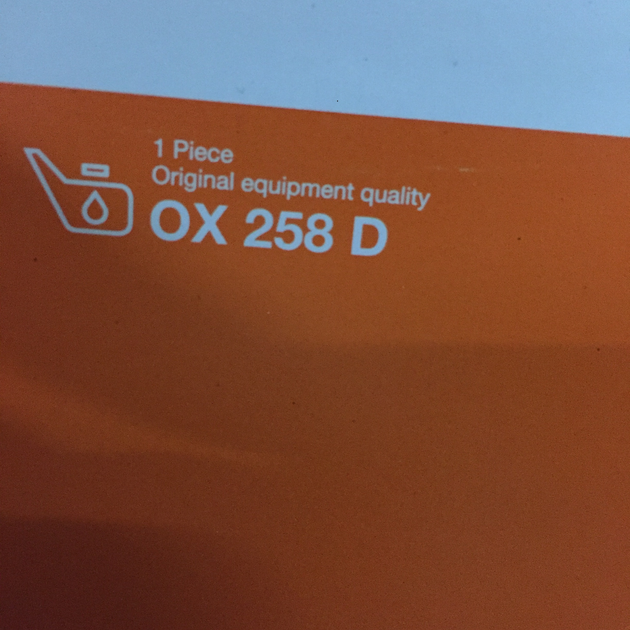 1 Piece
Original equipment quality
OX 258 D